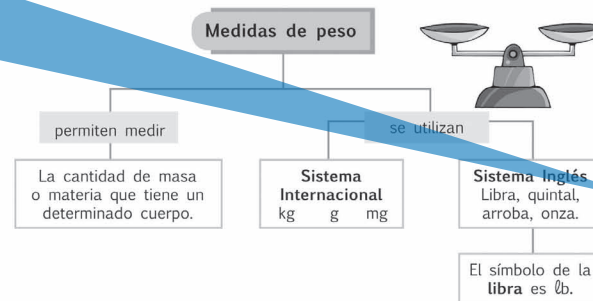 Medidas de peso
permiten medir
se utilizan
La cantidad de masa
o materia que tiene un
determinado cuerpo.
Sistema
Internacional
kg g mg
Sistema Inglés
Libra, quintal,
arroba, onza.
El símbolo de la
libra es ℓb.